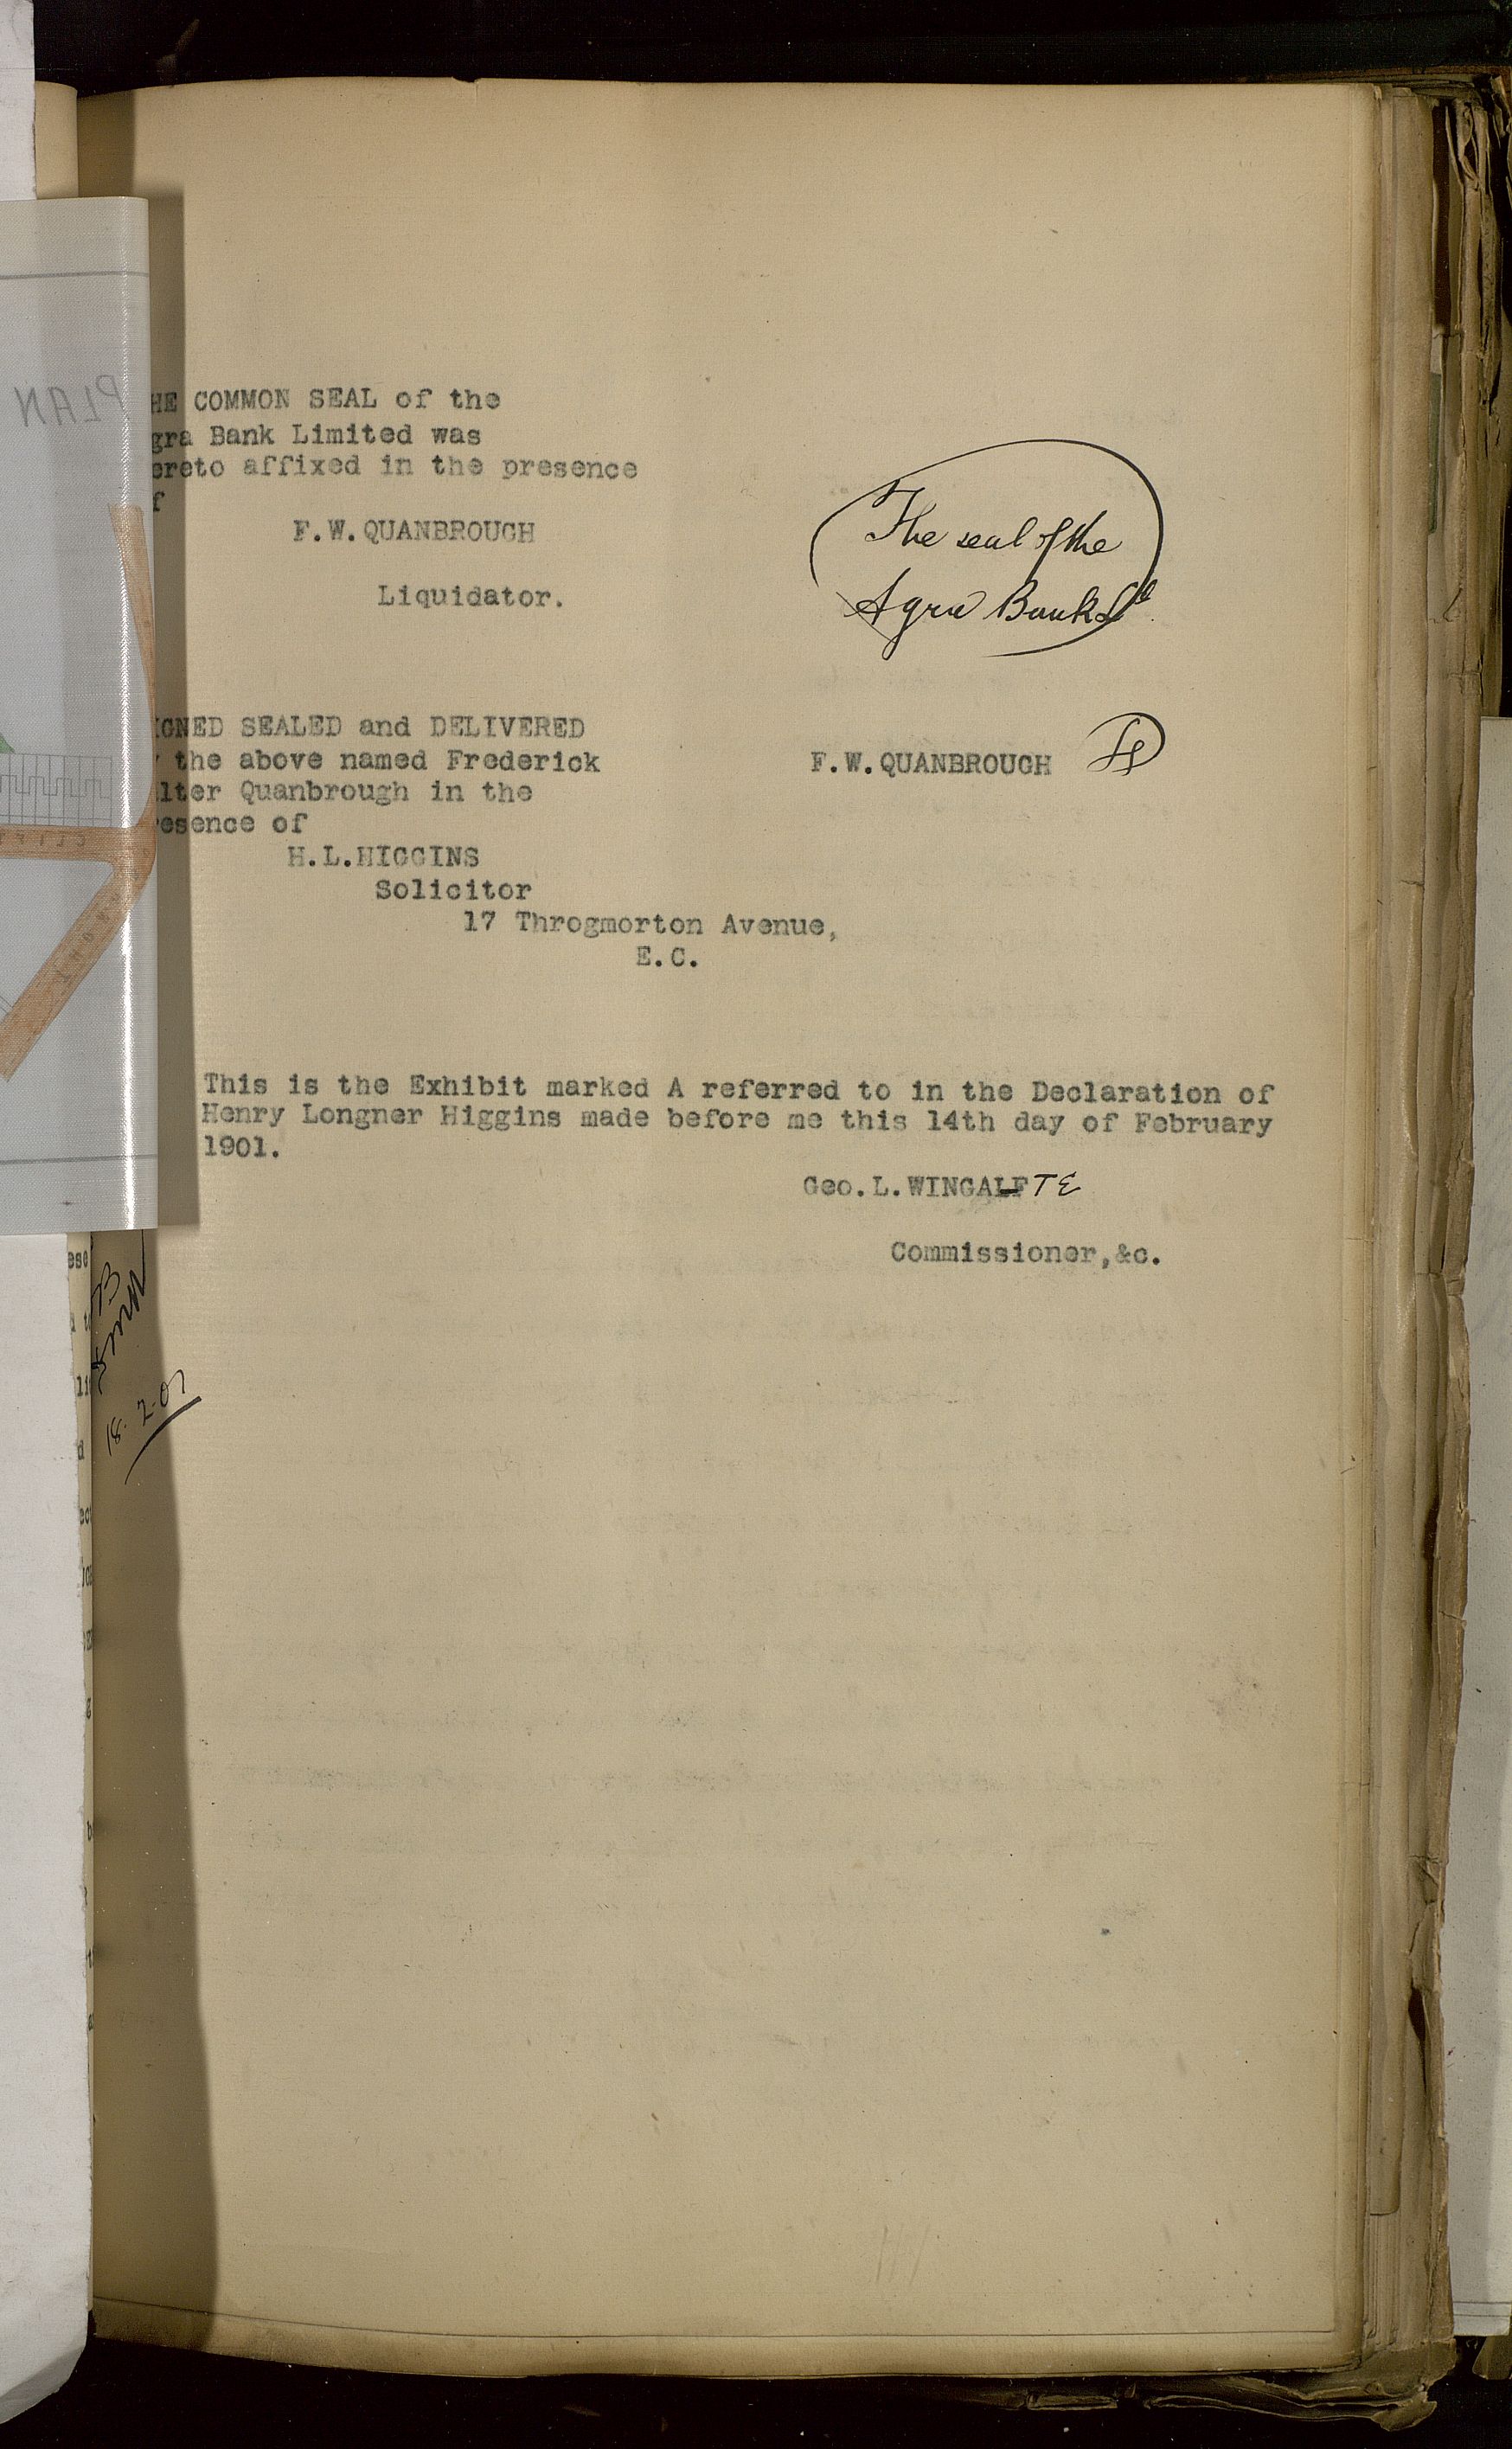 HE COMMON SEAL of the
gra Bank Limited was
ereto affixed in the presence
f
F.W.QUANBROUGH
Liquidator.
The seal of the
Agra Bank Ld
IGNED SEALED and DELIVERED
the above named Frederick
lter Quanbrough in the
resence of
F.W.QUANBROUGH
H.L.HIGGINS
Solicitor
17 Throgmorton Avenue,
E.C.
This is the Exhibit marked A referred to in the Declaration of
Henry Longner Higgins made before me this 14th day of February
1901.
Geo.L.WINGALFTE
Commissioner,&c.
18.2.01
PLAN